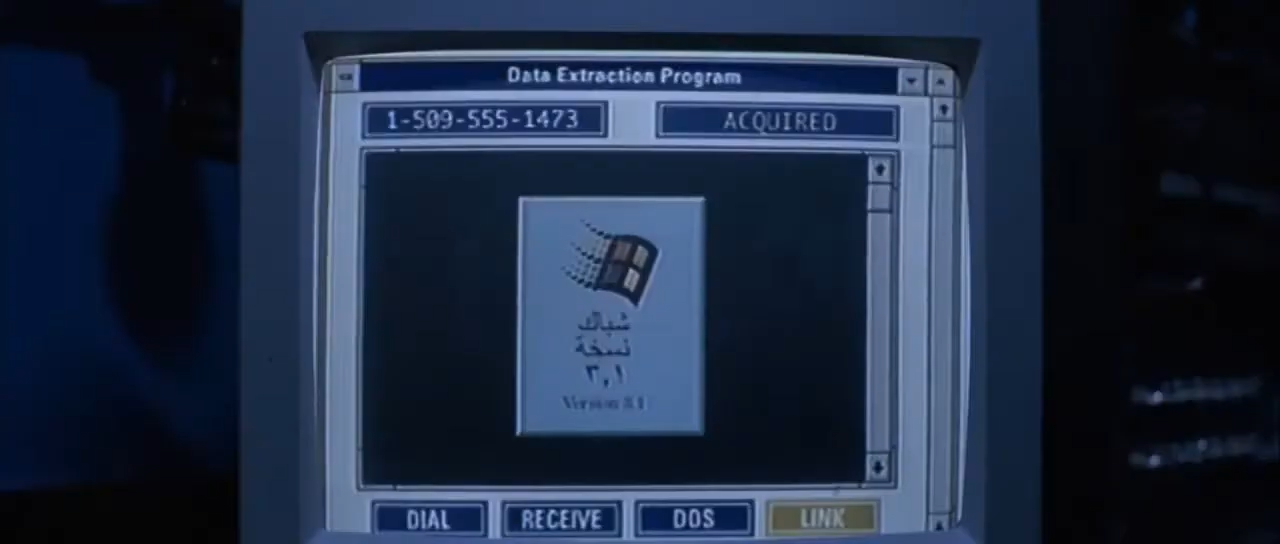 Data Extraction Program
1-509-555-1473
ACQUIRED
شباك
نسخة
٣,١
Version 3.1
DIAL
RECEIVE
DOS
LINK